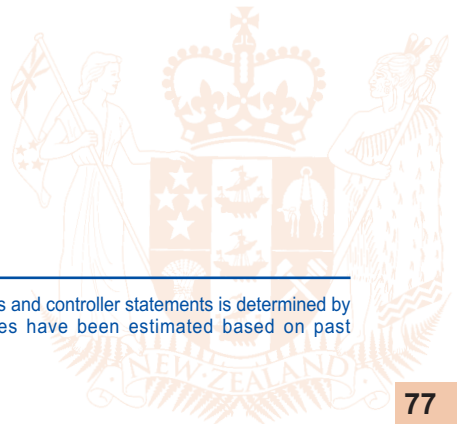 s and controller statements is determined by
es have been estimated based on past
NEW ZEALAND
77